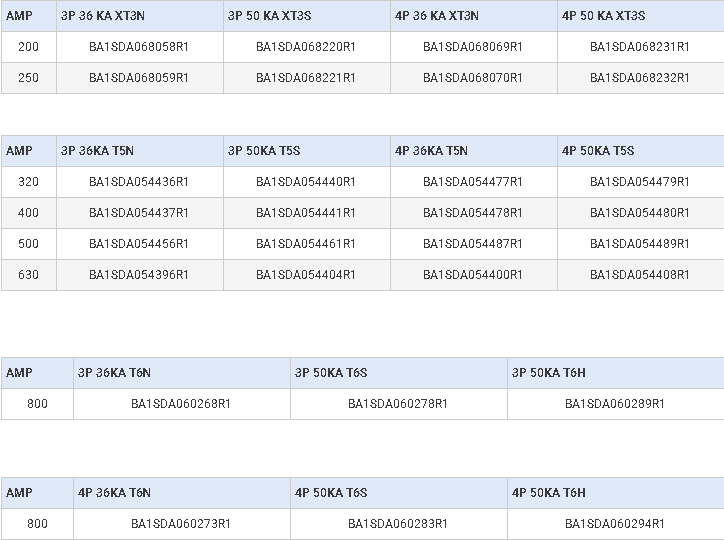 AMP 3P 36 KA XT3N 3P 50 KA XT3S 4P 36 KA XT3N 4P 50 KA XT3S
200 BA1SDA068058R1 BA1SDA068220R1 BA1SDA068069R1 BA1SDA068231R1
250 BA1SDA068059R1 BA1SDA068221R1 BA1SDA068070R1 BA1SDA068232R1
AMP 3P 36KA T5N 3P 50KA T5S 4P 36KA T5N 4P 50KA T5S
320 BA1SDA054436R1 BA1SDA054440R1 BA1SDA054477R1 BA1SDA054479R1
400 BA1SDA054437R1 BA1SDA054441R1 BA1SDA054478R1 BA1SDA054480R1
500 BA1SDA054456R1 BA1SDA054461R1 BA1SDA054487R1 BA1SDA054489R1
630 BA1SDA054396R1 BA1SDA054404R1 BA1SDA054400R1 BA1SDA054408R1
AMP 3P 36KA T6N 3P 50KA T6S 3P 50KA T6H
800 BA1SDA060268R1 BA1SDA060278R1 BA1SDA060289R1
AMP 4P 36KA T6N 4P 50KA T6S 4P 50KA T6H
800 BA1SDA060273R1 BA1SDA060283R1 BA1SDA060294R1